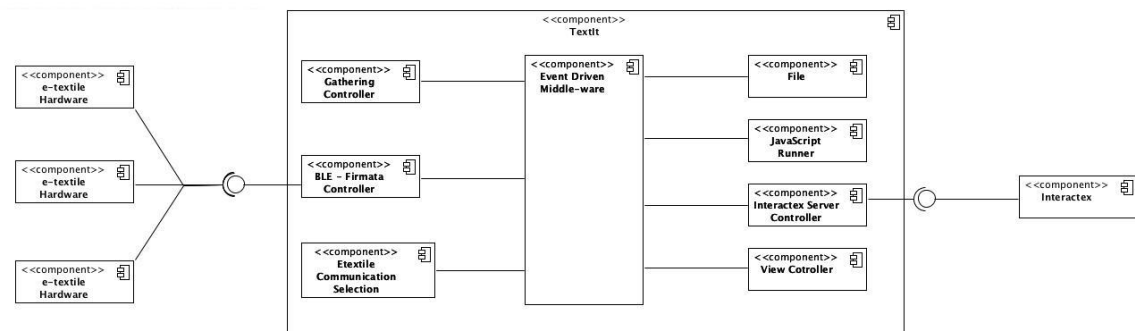 <<component>>
TextIt
<<component>>
e-textile
Hardware
<<component>>
e-textile
Hardware
<<component>>
e-textile
Hardware
<<component>>
Gathering
Controller
<<component>>
BLE - Firmata
Controller
<<component>>
Etextile
Communication
Selection
<<component>>
Event Driven
Middle-ware
<<component>>
File
<<component>>
JavaScript
Runner
<<component>>
Interactex Server
Controller
<<component>>
View Cotroller
<<component>>
Interactex